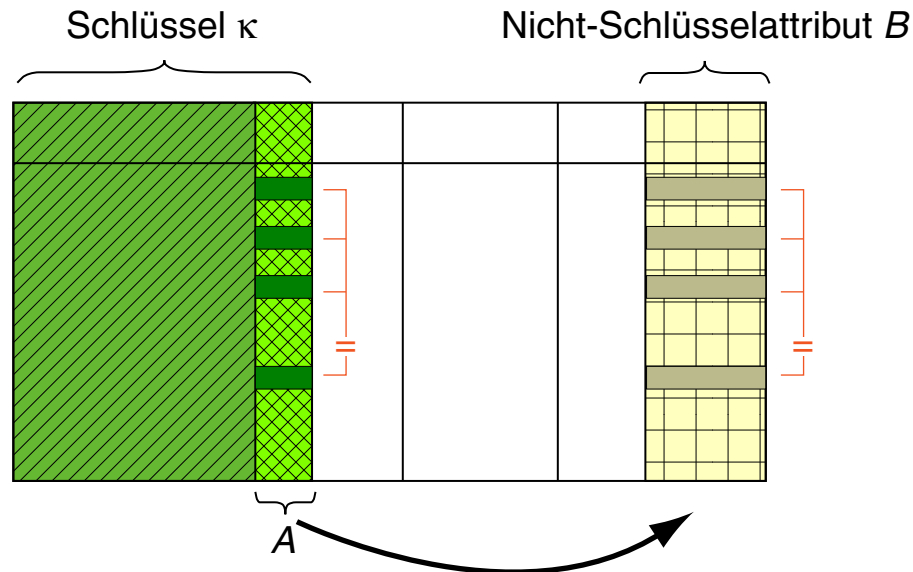 Schlüssel κ
Nicht-Schlüsselattribut B
=
=
A